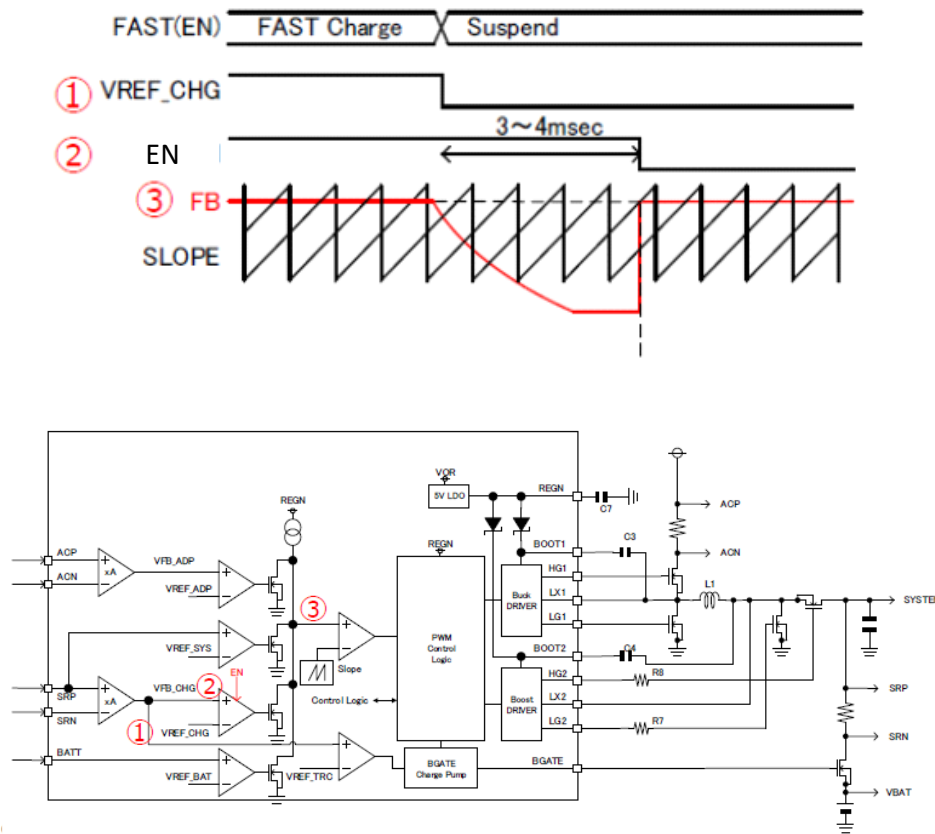 FAST(EN) FAST Charge Suspend
① VREF_CHG
3~4msec
② EN
③ FB
SLOPE
VOR
5V LDO
REGN
C7
ACP
REGN
ACN
ACP
ACN
xA
VFB_ADP
VREF_ADP
REGN
BOOT1
C3
HG1
LX1
LG1
Buck
DRIVER
L1
SYSTE
③
VREF_SYS
Slope
PWM
Control
Logic
BOOT2
C4
HG2
R8
LX2
LG2
R7
Boost
DRIVER
SRP
SRN
xA
VFB_CHG
② EN
①
VREF_CHG
Control Logic
SRP
SRN
BATT
VREF_BAT
VREF_TRC
BGATE
Charge Pump
BGATE
VBAT